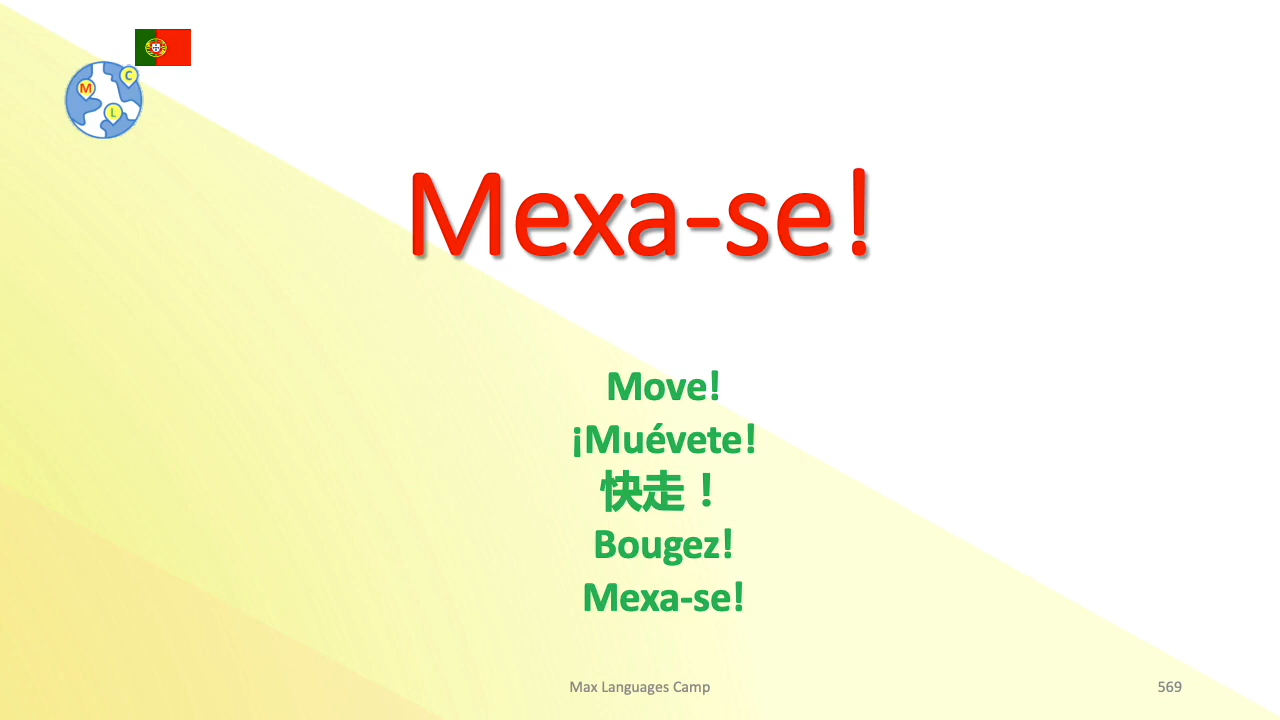 C
M
L
Mexa-se!
Move!
¡Muévete!
快走！
Bougez!
Mexa-se!
Max Languages Camp 569